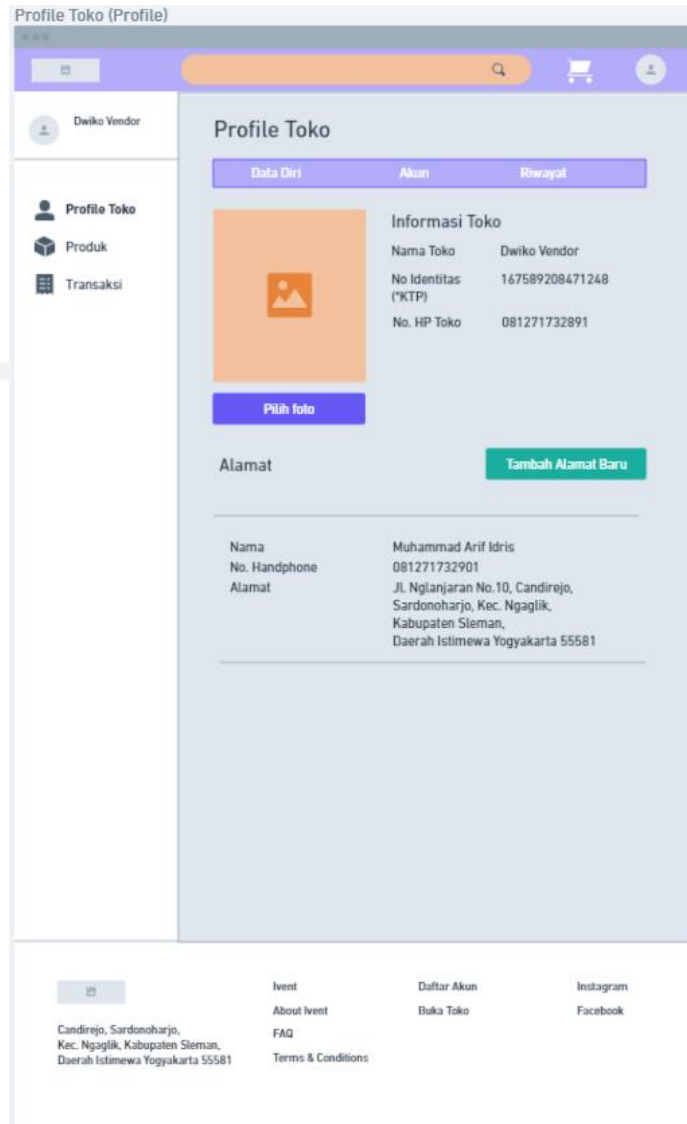 Profile Toko (Profile)
Dwiko Vendor
Profile Toko
Produk
Transaksi
Profile Toko
Data Diri Akun Riwayat
Informasi Toko
Nama Toko Dwiko Vendor
No Identitas 167589208471248
(*KTP)
No. HP Toko 081271732891
Pilih foto
Alamat Tambah Alamat Baru
Nama Muhammad Arif Idris
No. Handphone 081271732901
Alamat JL Nglanjaran No.10, Candirejo,
Sardonoharjo, Kec. Ngaglik,
Kabupaten Sleman,
Daerah Istimewa Yogyakarta 55581
Candirejo, Sardonoharjo,
Kec. Ngaglik, Kabupaten Sleman,
Daerah Istimewa Yogyakarta 55581
Ivent
About Ivent
FAQ
Terms & Conditions
Daftar Akun
Buka Toko
Instagram
Facebook